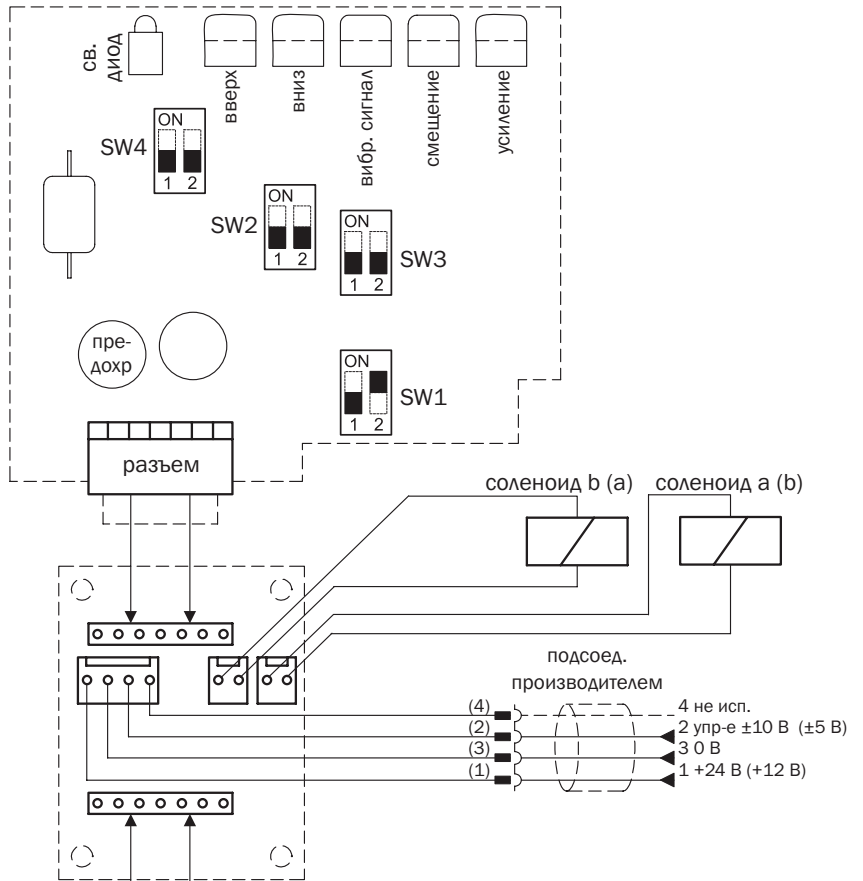 св.
диод
вверх
вниз
вибр. сигнал
смещение
усиление
ON
SW4
1 2
ON
SW2
1 2
ON
SW3
1 2
пре-
дохр
ON
SW1
1 2
разъем
соленоид b (a)
соленоид a (b)
подсоед.
производителем
(4)
4 не исп.
(2)
2 упр-е ±10 В (±5 В)
(3)
3 0 В
(1)
1 +24 В (+12 В)